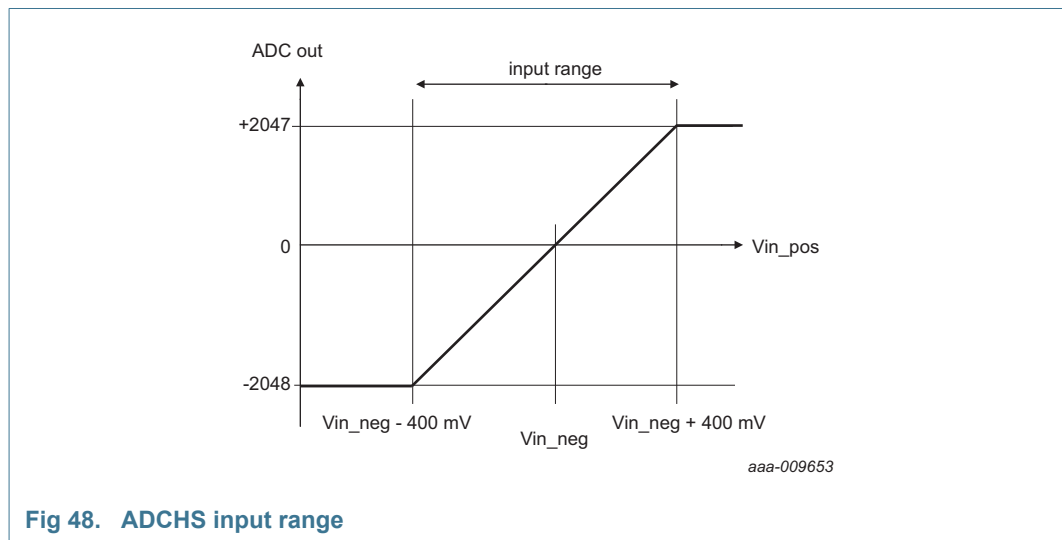 ADC out
input range
+2047
0
Vin_pos
-2048
Vin_neg - 400 mV
Vin_neg
Vin_neg + 400 mV
aaa-009653
Fig 48. ADCHS input range